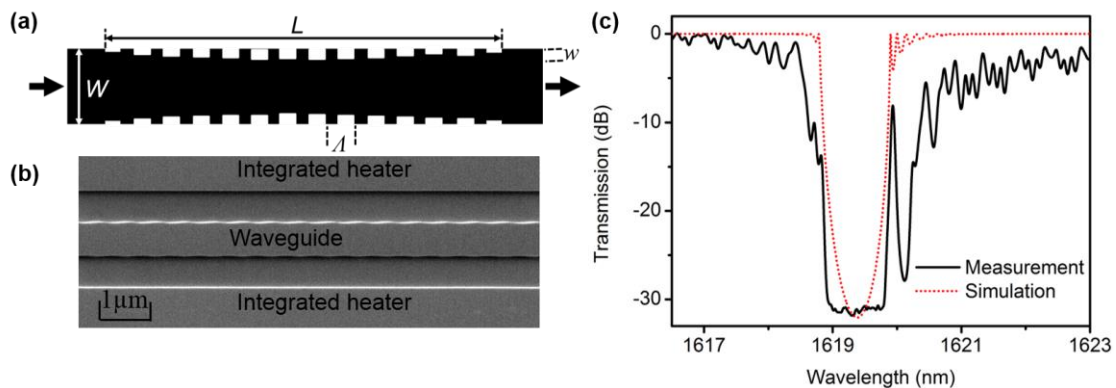 (a)
L
W
w
Λ
(b)
Integrated heater
Waveguide
Integrated heater
1μm
(c)
Transmission (dB)
0
-10
-20
-30
Measurement
Simulation
1617
1619
1621
1623
Wavelength (nm)